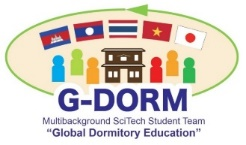 G-DORM
Multibackground SciTech Student Team
“Global Dormitory Education”